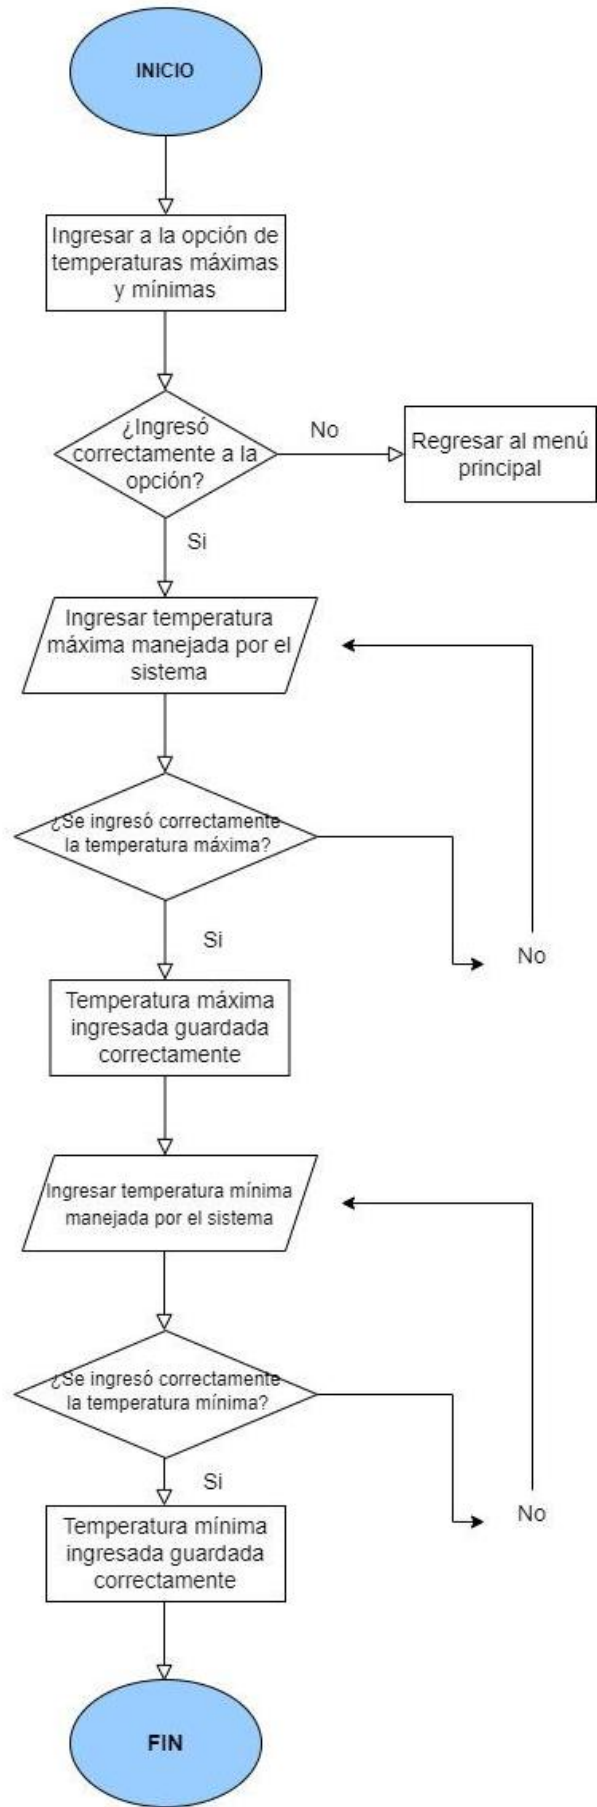 INICIO
Ingresar a la opción de
temperaturas máximas
y mínimas
¿Ingresó
correctamente a la
opción?
No
Regresar al menú
principal
Si
Ingresar temperatura
máxima manejada por el
sistema
¿Se ingresó correctamente
la temperatura máxima?
Si
No
Temperatura máxima
ingresada guardada
correctamente
Ingresar temperatura mínima
manejada por el sistema
¿Se ingresó correctamente
la temperatura mínima?
Si
No
Temperatura mínima
ingresada guardada
correctamente
FIN